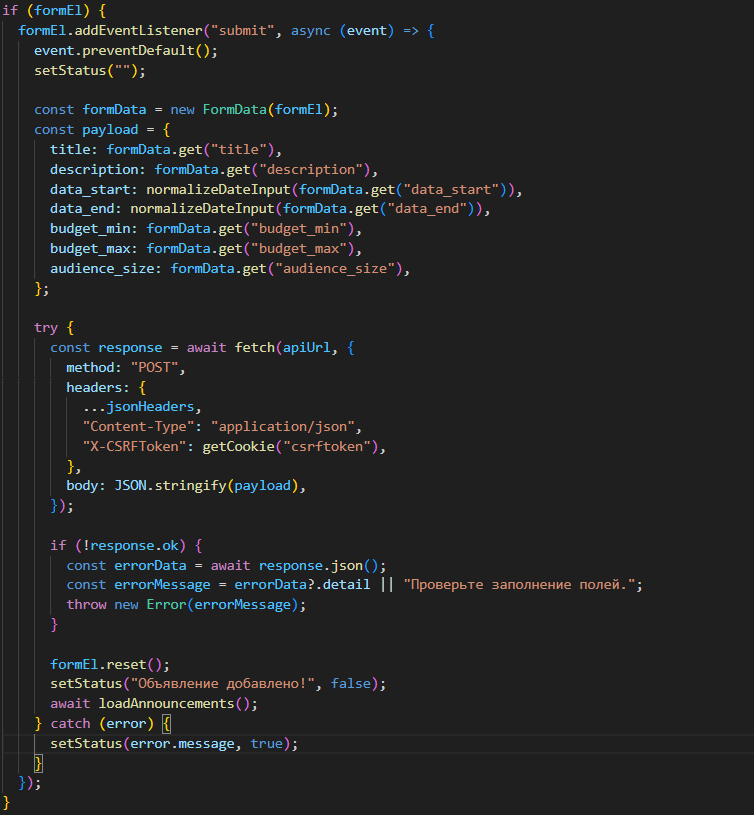 if (formEl) {
  formEl.addEventListener("submit", async (event) => {
    event.preventDefault();
    setStatus("");

    const formData = new FormData(formEl);
    const payload = {
      title: formData.get("title"),
      description: formData.get("description"),
      data_start: normalizeDateInput(formData.get("data_start")),
      data_end: normalizeDateInput(formData.get("data_end")),
      budget_min: formData.get("budget_min"),
      budget_max: formData.get("budget_max"),
      audience_size: formData.get("audience_size"),
    };

    try {
      const response = await fetch(apiUrl, {
        method: "POST",
        headers: {
          ...jsonHeaders,
          "Content-Type": "application/json",
          "X-CSRFToken": getCookie("csrftoken"),
        },
        body: JSON.stringify(payload),
      });

      if (!response.ok) {
        const errorData = await response.json();
        const errorMessage = errorData?.detail || "Проверьте заполнение полей.";
        throw new Error(errorMessage);
      }

      formEl.reset();
      setStatus("Объявление добавлено!", false);
      await loadAnnouncements();
    } catch (error) {
      setStatus(error.message, true);
    }
  });
}